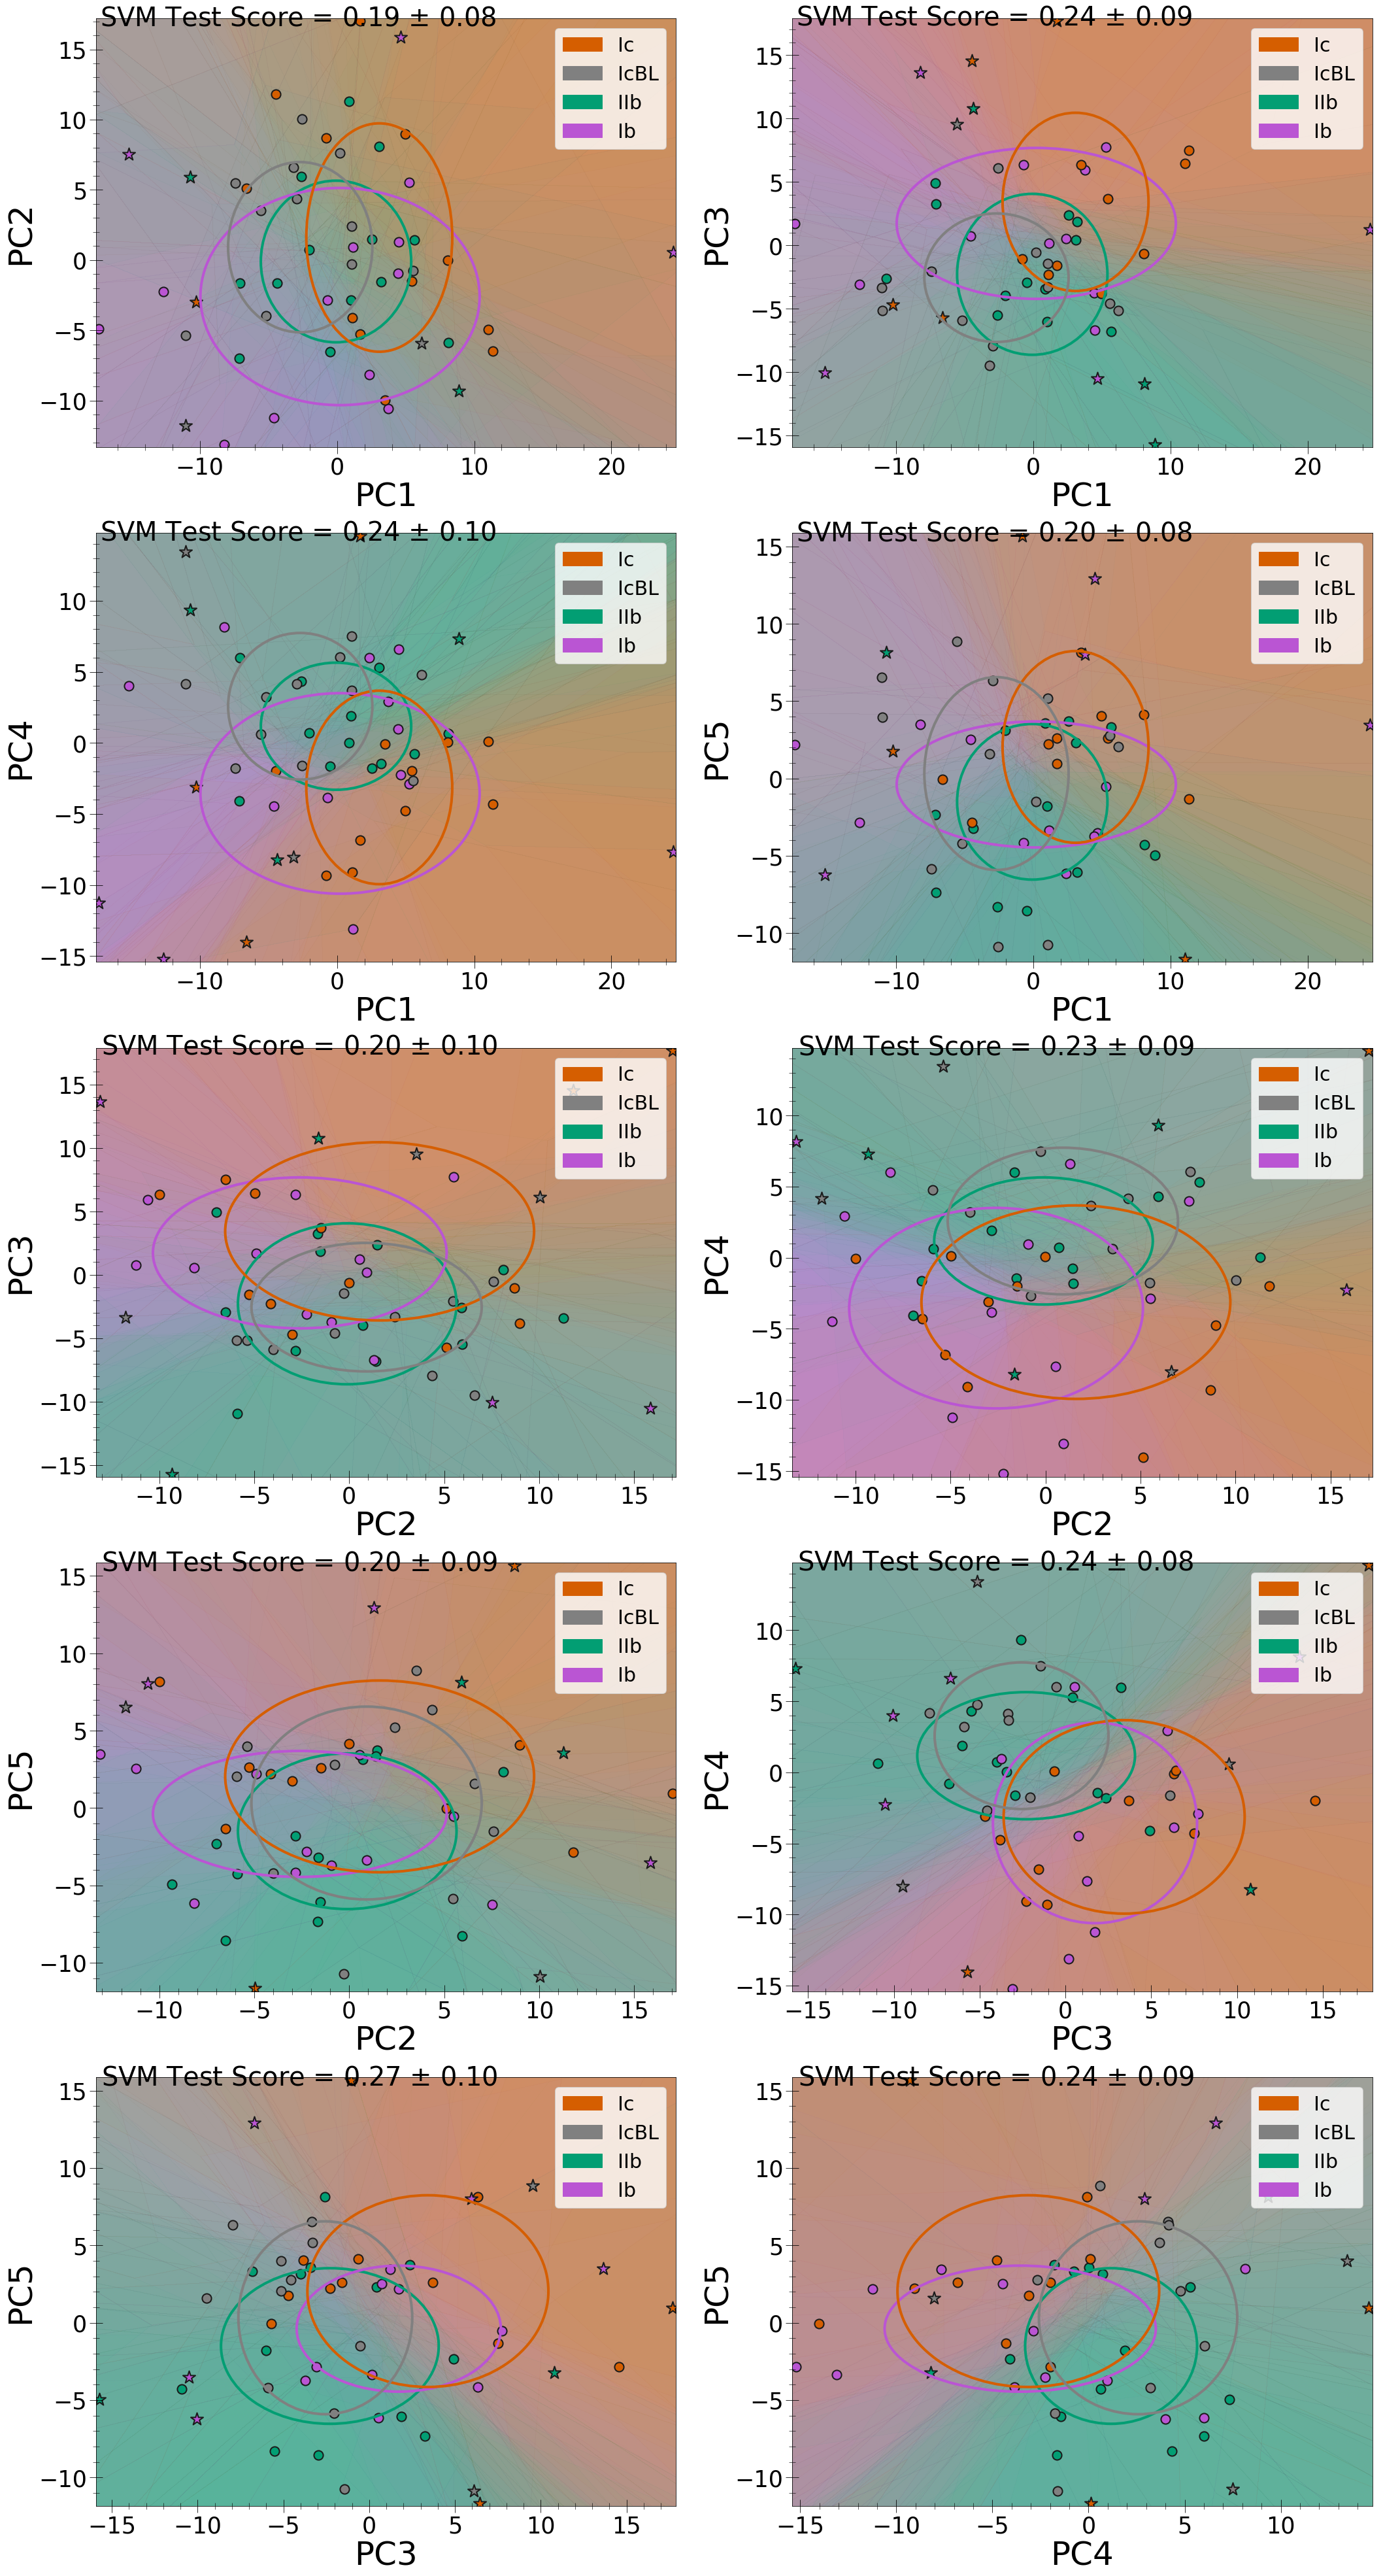 SVM Test Score = 0.19 ± 0.08
Ic
IcBL
IIb
Ib
15
10
5
0
−5
−10
PC2
−10 0 10 20
PC1
SVM Test Score = 0.24 ± 0.09
Ic
IcBL
IIb
Ib
15
10
5
0
−5
−10
−15
PC3
−10 0 10 20
PC1
SVM Test Score = 0.24 ± 0.10
Ic
IcBL
IIb
Ib
10
5
0
−5
−10
−15
PC4
−10 0 10 20
PC1
SVM Test Score = 0.20 ± 0.08
Ic
IcBL
IIb
Ib
15
10
5
0
−5
−10
PC5
−10 0 10 20
PC1
SVM Test Score = 0.20 ± 0.10
Ic
IcBL
IIb
Ib
15
10
5
0
−5
−10
−15
PC3
−10 −5 0 5 10 15
PC2
SVM Test Score = 0.23 ± 0.09
Ic
IcBL
IIb
Ib
10
5
0
−5
−10
−15
PC4
−10 −5 0 5 10 15
PC2
SVM Test Score = 0.20 ± 0.09
Ic
IcBL
IIb
Ib
15
10
5
0
−5
−10
PC5
−10 −5 0 5 10 15
PC2
SVM Test Score = 0.24 ± 0.08
Ic
IcBL
IIb
Ib
10
5
0
−5
−10
−15
PC4
−15 −10 −5 0 5 10 15
PC3
SVM Test Score = 0.27 ± 0.10
Ic
IcBL
IIb
Ib
15
10
5
0
−5
−10
PC5
−15 −10 −5 0 5 10 15
PC3
SVM Test Score = 0.24 ± 0.09
Ic
IcBL
IIb
Ib
15
10
5
0
−5
−10
PC5
−15 −10 −5 0 5 10
PC4